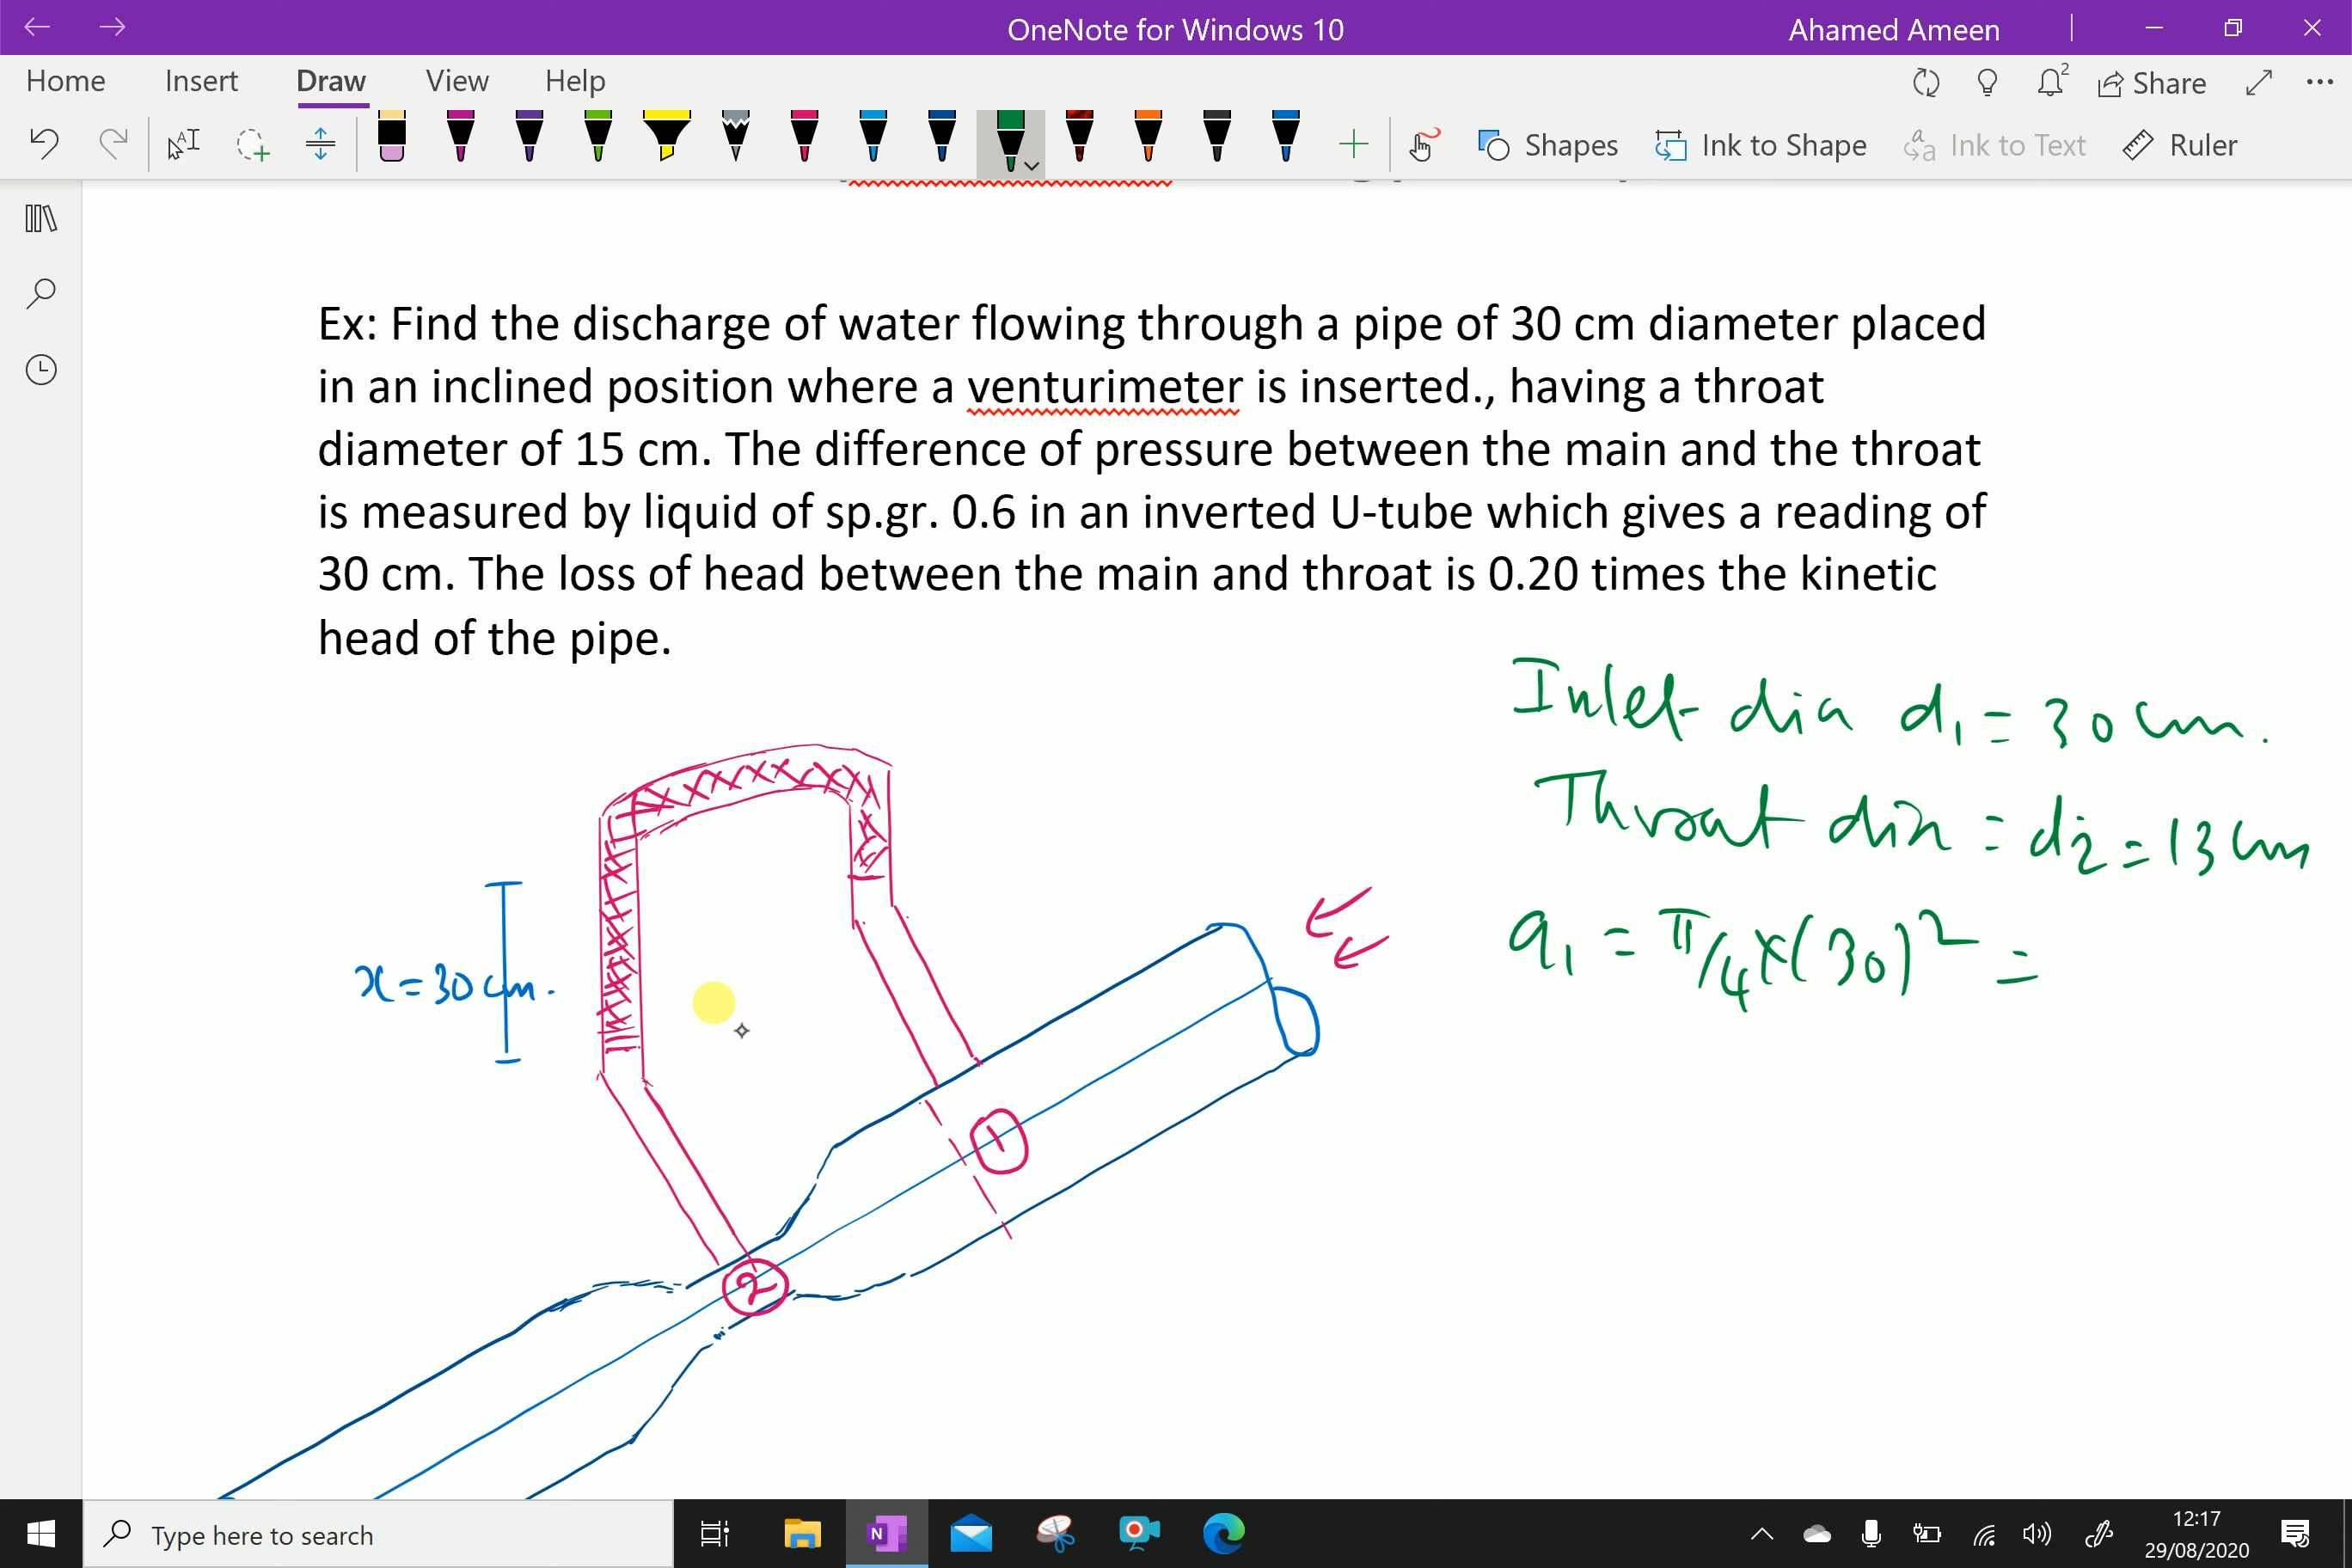 OneNote for Windows 10
Ahamed Ameen
Home Insert Draw View Help
2 Share
Shapes Ink to Shape Ink to Text Ruler
Ex: Find the discharge of water flowing through a pipe of 30 cm diameter placed
in an inclined position where a venturimeter is inserted., having a throat
diameter of 15 cm. The difference of pressure between the main and the throat
is measured by liquid of sp.gr. 0.6 in an inverted U-tube which gives a reading of
30 cm. The loss of head between the main and throat is 0.20 times the kinetic
head of the pipe.
Inlet dia d₁ = 30 cm.
Throat dia = d₂ = 13 cm
a₁ = π/4 × (30)² =
x = 30 cm.
1
2
Type here to search
12:17
29/08/2020